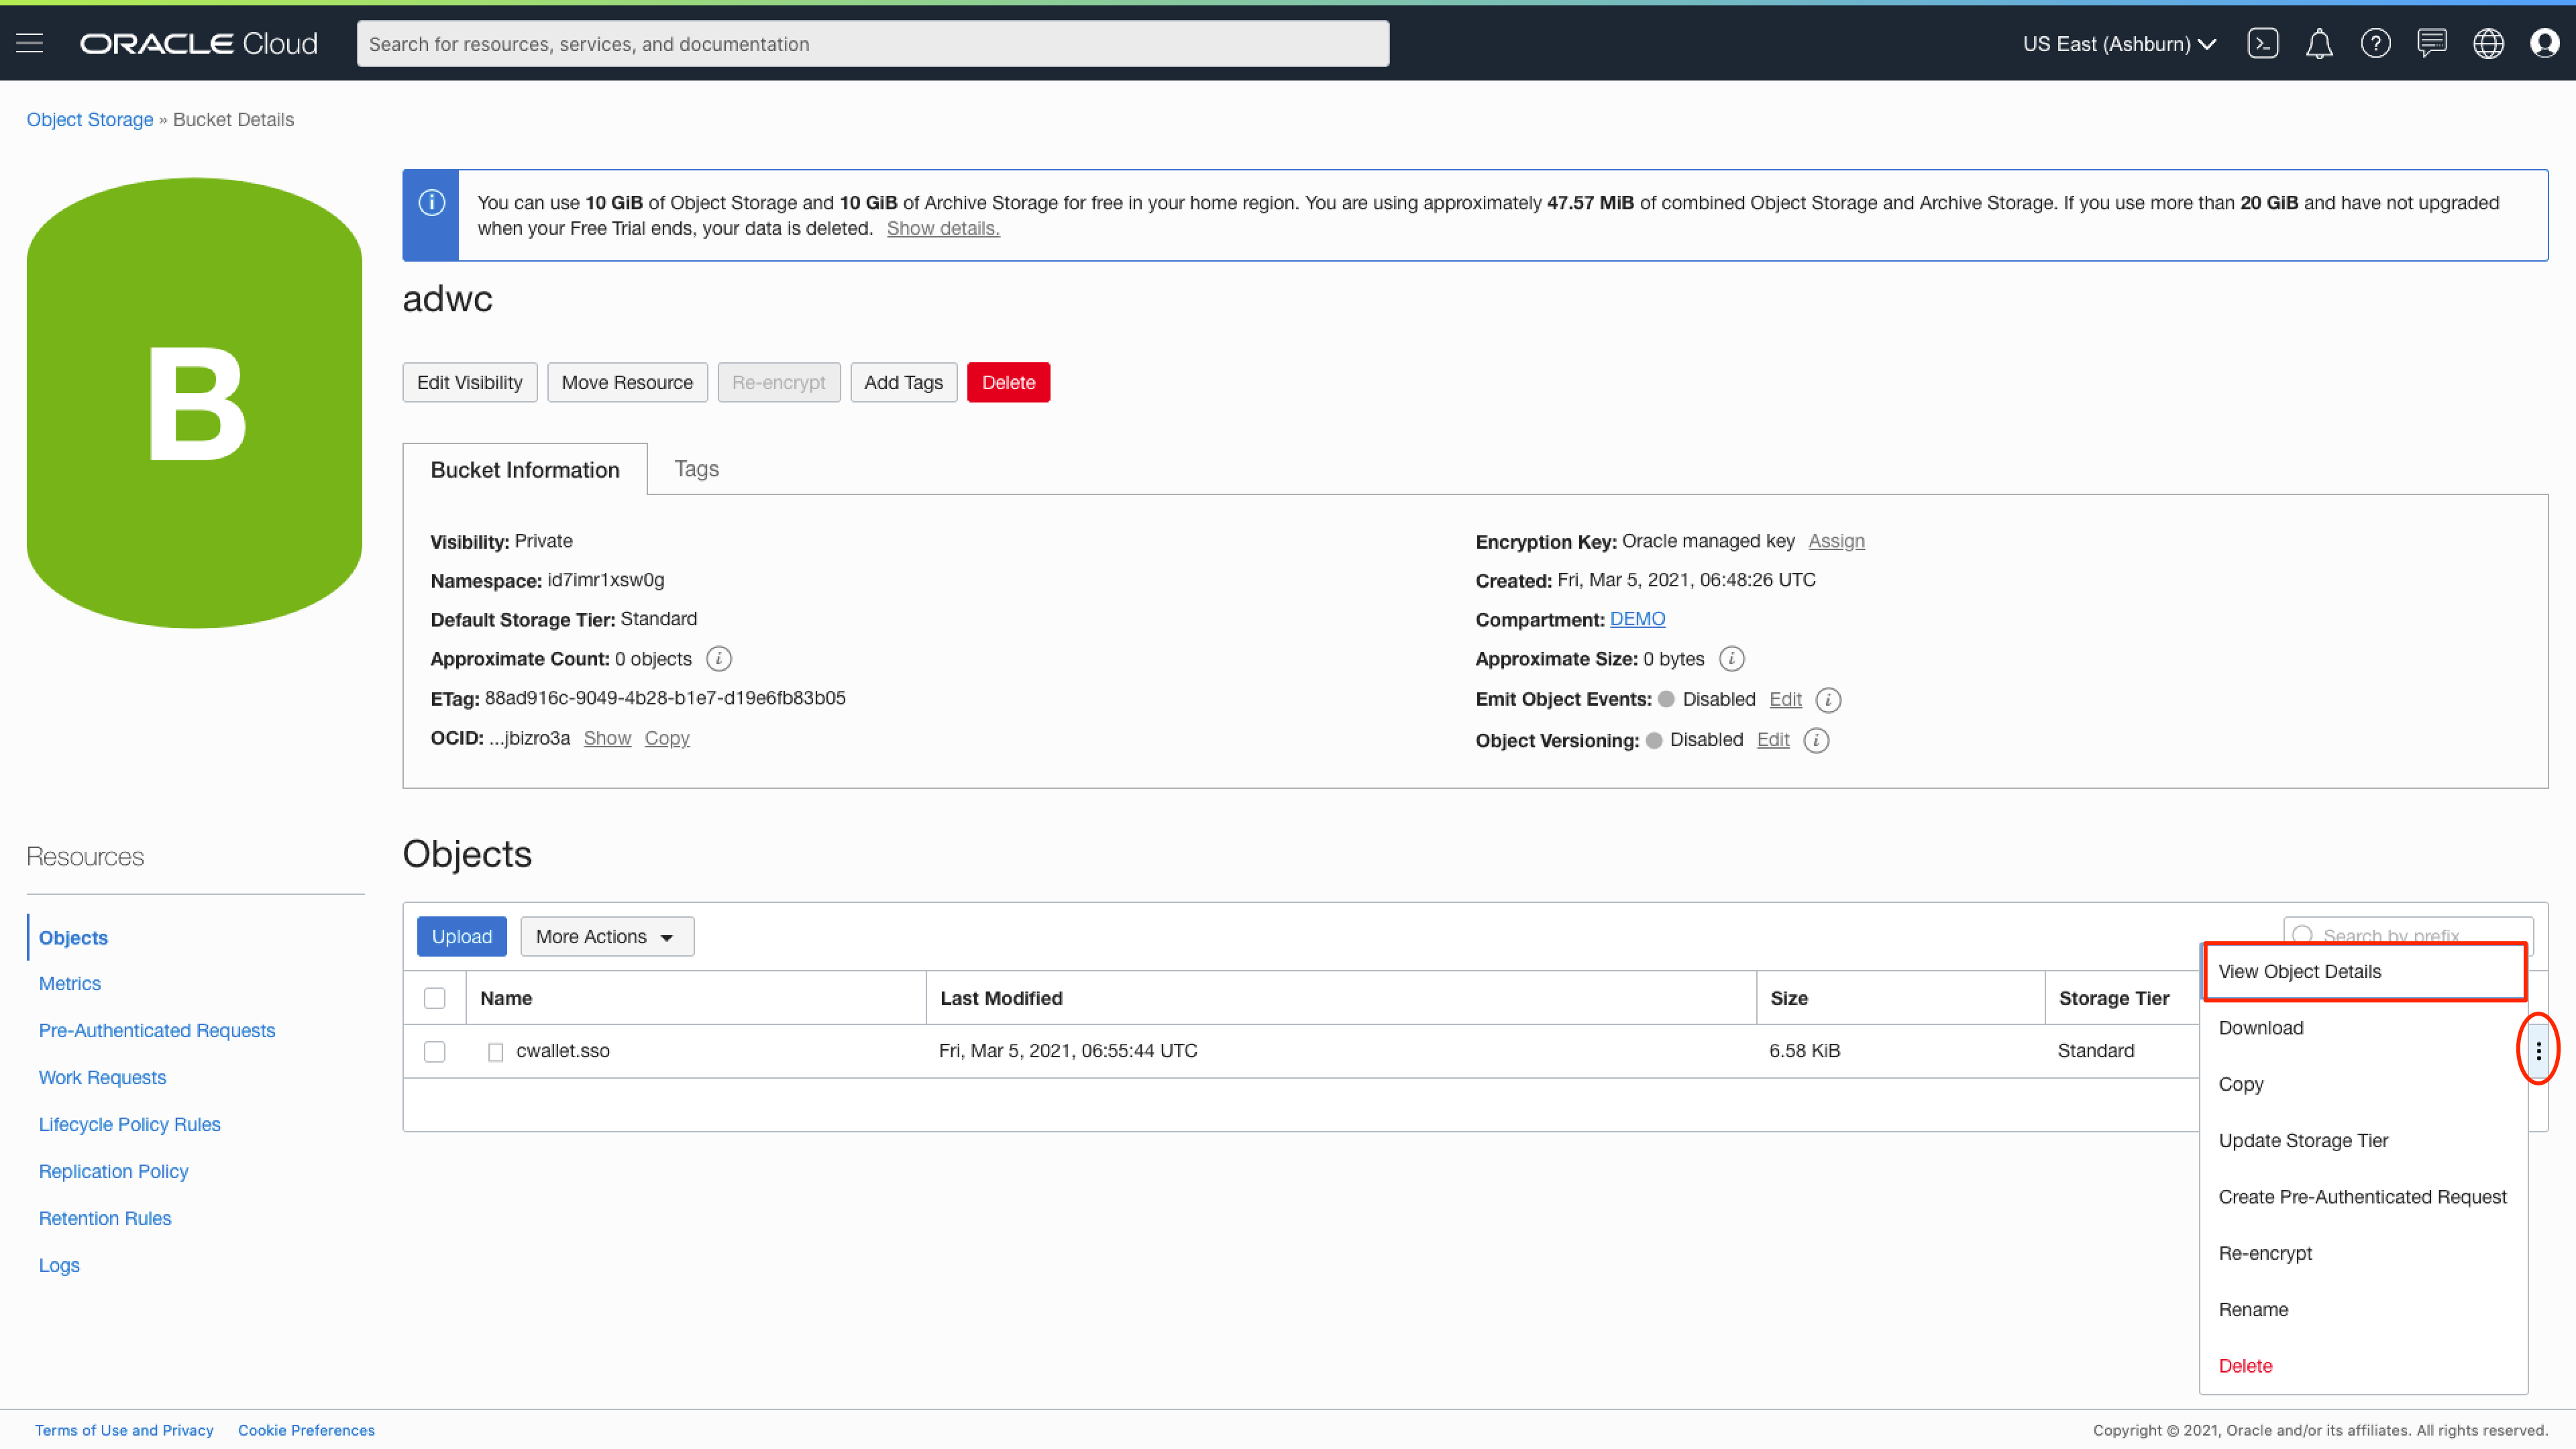 ORACLE Cloud
Search for resources, services, and documentation
US East (Ashburn)
Object Storage » Bucket Details
B
You can use 10 GiB of Object Storage and 10 GiB of Archive Storage for free in your home region. You are using approximately 47.57 MiB of combined Object Storage and Archive Storage. If you use more than 20 GiB and have not upgraded
when your Free Trial ends, your data is deleted. Show details.
adwc
Edit Visibility Move Resource Re-encrypt Add Tags Delete
Bucket Information Tags
Visibility: Private
Namespace: id7imr1xsw0g
Default Storage Tier: Standard
Approximate Count: 0 objects
ETag: 88ad916c-9049-4b28-b1e7-d19e6fb83b05
OCID: ...jbizro3a Show Copy
Encryption Key: Oracle managed key Assign
Created: Fri, Mar 5, 2021, 06:48:26 UTC
Compartment: DEMO
Approximate Size: 0 bytes
Emit Object Events: Disabled Edit
Object Versioning: Disabled Edit
Resources
Objects
Metrics
Pre-Authenticated Requests
Work Requests
Lifecycle Policy Rules
Replication Policy
Retention Rules
Logs
Objects
Upload More Actions
Search by prefix
Name Last Modified Size Storage Tier
cwallet.sso Fri, Mar 5, 2021, 06:55:44 UTC 6.58 KiB Standard
View Object Details
Download
Copy
Update Storage Tier
Create Pre-Authenticated Request
Re-encrypt
Rename
Delete
Terms of Use and Privacy Cookie Preferences
Copyright © 2021, Oracle and/or its affiliates. All rights reserved.